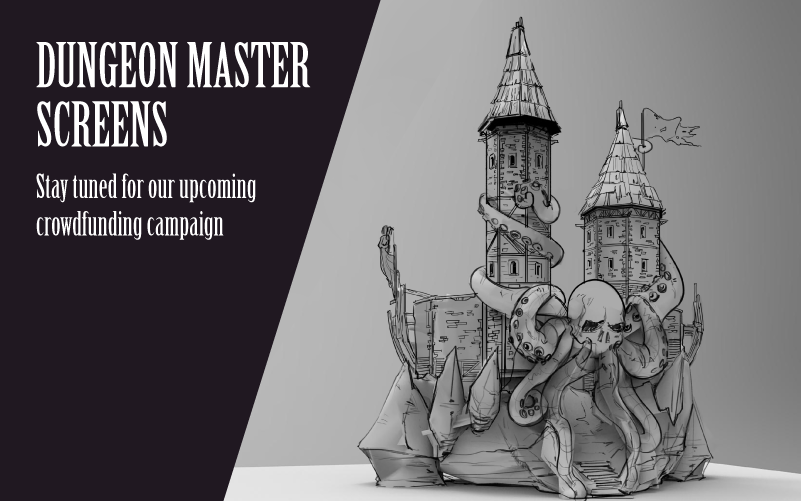 DUNGEON MASTER
SCREENS
Stay tuned for our upcoming
crowdfunding campaign